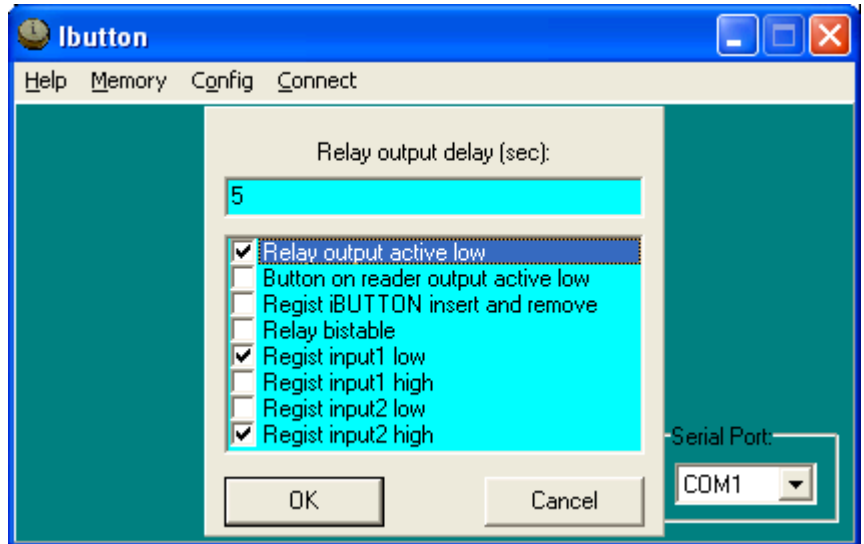 Ibutton
Help Memory Config Connect
Relay output delay (sec):
5
Relay output active low
Button on reader output active low
Regist iBUTTON insert and remove
Relay bistable
Regist input1 low
Regist input1 high
Regist input2 low
Regist input2 high
Serial Port:
COM1
OK Cancel